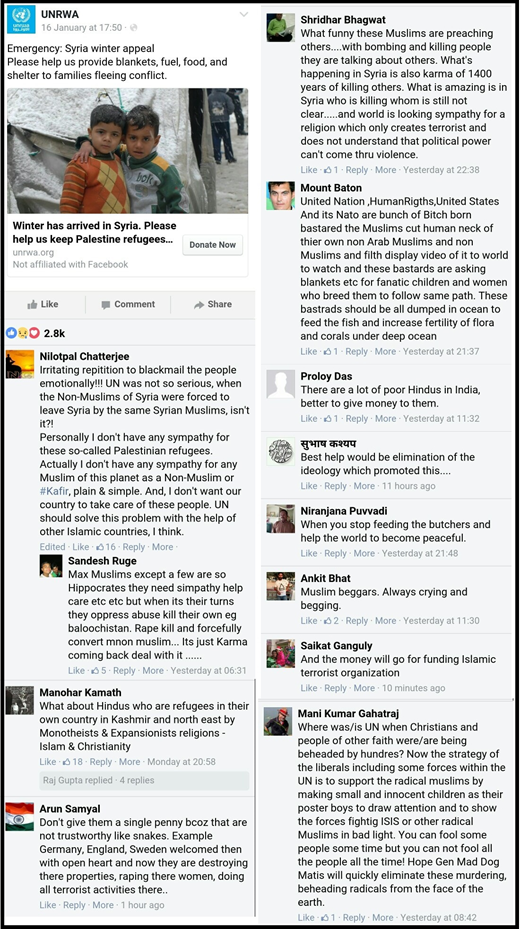 UNRWA
16 January at 17:50 ·
Emergency: Syria winter appeal
Please help us provide blankets, fuel, food, and
shelter to families fleeing conflict.
Winter has arrived in Syria. Please
help us keep Palestine refugees...
unrwa.org
Not affiliated with Facebook
Donate Now
Like
Comment
Share
2.8k
Nilotpal Chatterjee
Irritating repitition to blackmail the people
emotionally!!! UN was not so serious, when
the Non-Muslims of Syria were forced to
leave Syria by the same Syrian Muslims, isn't
it?!
Personally I don't have any sympathy for
these so-called Palestinian refugees.
Actually I don't have sympathy for any
Muslim of this planet as a Non-Muslim or
#Kafir, plain & simple. And, I don't want our
country to take care of these people. UN
should solve this problem with the help of
other Islamic countries, I think.
Edited · Like · 16 · Reply · More ·
Sandesh Ruge
Max Muslims except a few are so
Hippocrates they need simpathy help
care etc etc but when its their turns
they oppress abuse kill their own eg
baloochistan. Rape kill and forcefully
convert mnon muslim... Its just Karma
coming back deal with it ......
Like · 5 · Reply · More · Yesterday at 06:31
Manohar Kamath
What about Hindus who are refugees in their
own country in Kashmir and north east by
Monotheists & Expansionists religions -
Islam & Christianity
Like · 18 · Reply · More · Monday at 20:58
Raj Gupta replied · 4 replies
Arun Samyal
Don't give them a single penny bcoz that are
not trustworthy like snakes. Example
Germany, England, Sweden welcomed then
with open heart and now they are destroying
there properties, raping there women, doing
all terrorist activities there..
Like · Reply · More · 1 hour ago
Shridhar Bhagwat
What funny these Muslims are preaching
others....with bombing and killing people
they are talking about others. What's
happening in Syria is also karma of 1400
years of killing others. What is amazing is in
Syria who is killing whom is still not
clear.....and world is looking sympathy for a
religion which only creates terrorist and
does not understand that political power
can't come thru violence.
Like · 1 · Reply · More · Yesterday at 22:38
Mount Baton
United Nation ,HumanRigths,United States
And its Nato are bunch of Bitch born
bastared the Muslims cut human neck of
thier own non Arab Muslims and non
Muslims and filth display video of it to world
to watch and these bastards are asking
blankets etc for fanatic children and women
who breed them to follow same path. These
bastrads should be all dumped in ocean to
feed the fish and increase fertility of flora
and corals under deep ocean
Like · 1 · Reply · More · Yesterday at 21:37
Proloy Das
There are a lot of poor Hindus in India,
better to give money to them.
Like · 1 · Reply · More · Yesterday at 11:32
सुभाष कश्यप
Best help would be elimination of the
ideology which promoted this....
Like · Reply · More · 11 hours ago
Niranjana Puvvadi
When you stop feeding the butchers and
help the world to become peaceful.
Like · Reply · More · Yesterday at 21:48
Ankit Bhat
Muslim beggars. Always crying and
begging.
Like · 2 · Reply · More · Yesterday at 11:30
Saikat Ganguly
And the money will go for funding Islamic
terrorist organization
Like · Reply · More · 10 minutes ago
Mani Kumar Gahatraj
Where was/is UN when Christians and
people of other faith were/are being
beheaded by hundres? Now the strategy of
the liberals including some forces within the
UN is to support the radical muslims by
making small and innocent children as their
poster boys to draw attention and to show
the forces fightig ISIS or other radical
Muslims in bad light. You can fool some
people some time but you can not fool all
the people all the time! Hope Gen Mad Dog
Matis will quickly eliminate these murdering,
beheading radicals from the face of the
earth.
Like · 1 · Reply · More · Yesterday at 08:42